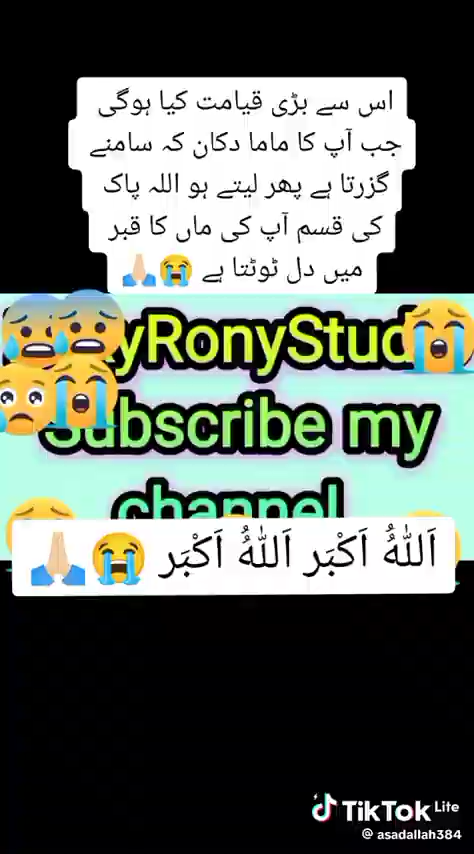 اس سے بڑی قیامت کیا ہوگی
جب آپ کا ماما دکان کہ سامنے
گزرتا ہے پھر لیتے ہو اللہ پاک
کی قسم آپ کی ماں کا قبر
میں دل ٹوٹتا ہے 😭🙏🏻
yRonyStud
Subscribe my
channel
اَللّٰهُ اَكْبَر اَللّٰهُ اَكْبَر 😭🙏🏻
TikTok Lite
@asadallah384